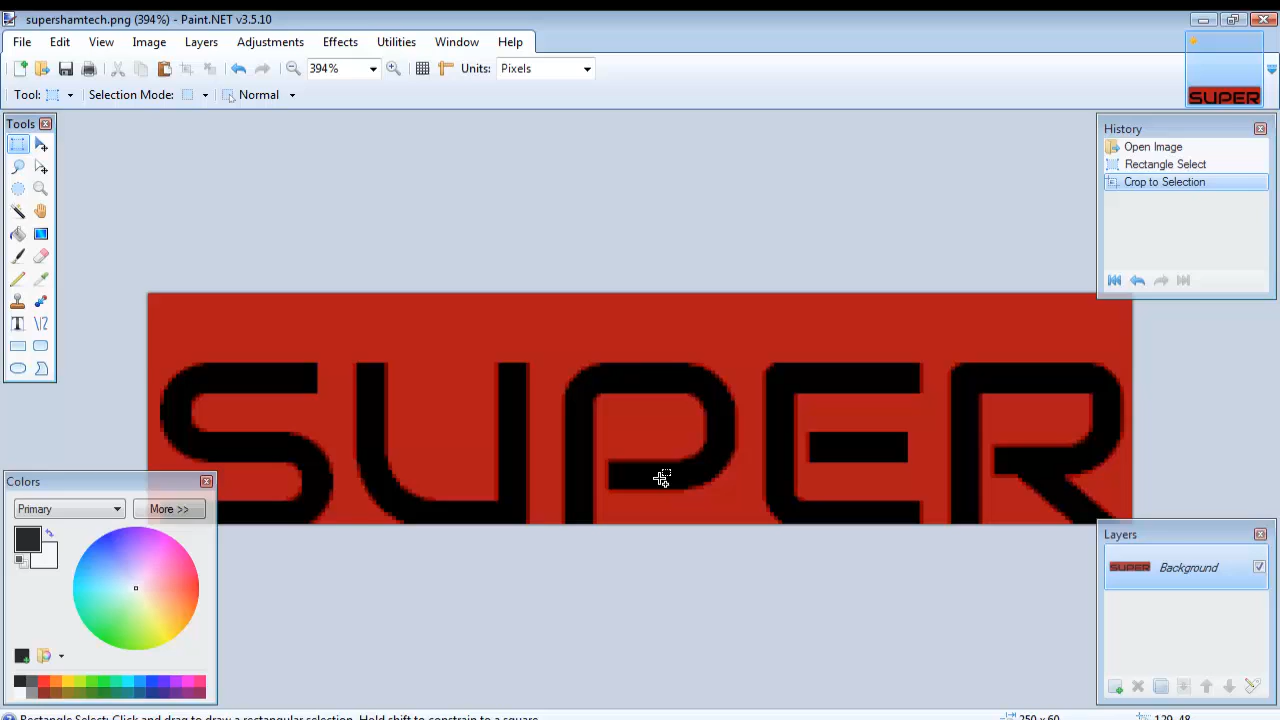 supershamtech.png (394%) - Paint.NET v3.5.10
File Edit View Image Layers Adjustments Effects Utilities Window Help
394% Units: Pixels
Tool: Selection Mode: Normal
SUPER
Tools
History
Open Image
Rectangle Select
Crop to Selection
SUPER
Colors
Primary More >>
Layers
SUPER Background
Rectangle Select: Click and drag to draw a rectangular selection. Hold shift to constrain to a square. 250 x 60 129, 48